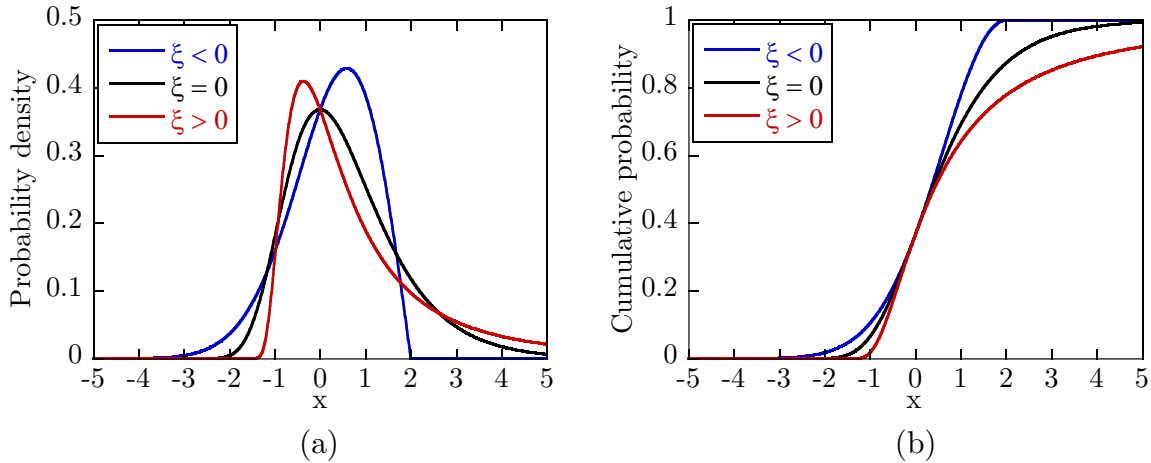 0.5
0.4
0.3
0.2
0.1
0
Probability density
ξ < 0
ξ = 0
ξ > 0
-5 -4 -3 -2 -1 0 1 2 3 4 5
x
(a)
1
0.8
0.6
0.4
0.2
0
Cumulative probability
ξ < 0
ξ = 0
ξ > 0
-5 -4 -3 -2 -1 0 1 2 3 4 5
x
(b)